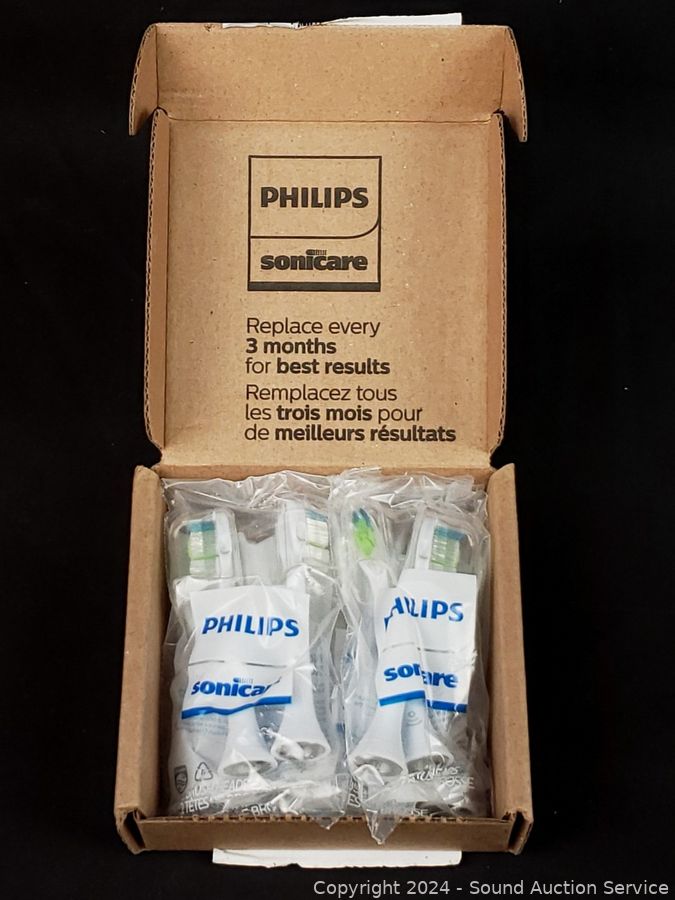 PHILIPS
sonicare
Replace every
3 months
for best results
Remplacez tous
les trois mois pour
de meilleurs résultats
PHILIPS
sonicare
PHILIPS
sonicare
Copyright 2024 - Sound Auction Service